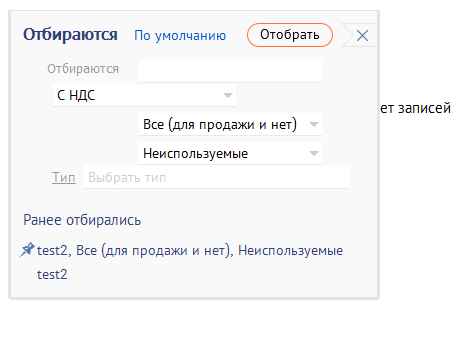 Отбираются По умолчанию Отобрать
Отбираются
С НДС
ет записей
Все (для продажи и нет)
Неиспользуемые
Тип Выбрать тип
Ранее отбирались
test2, Все (для продажи и нет), Неиспользуемые
test2